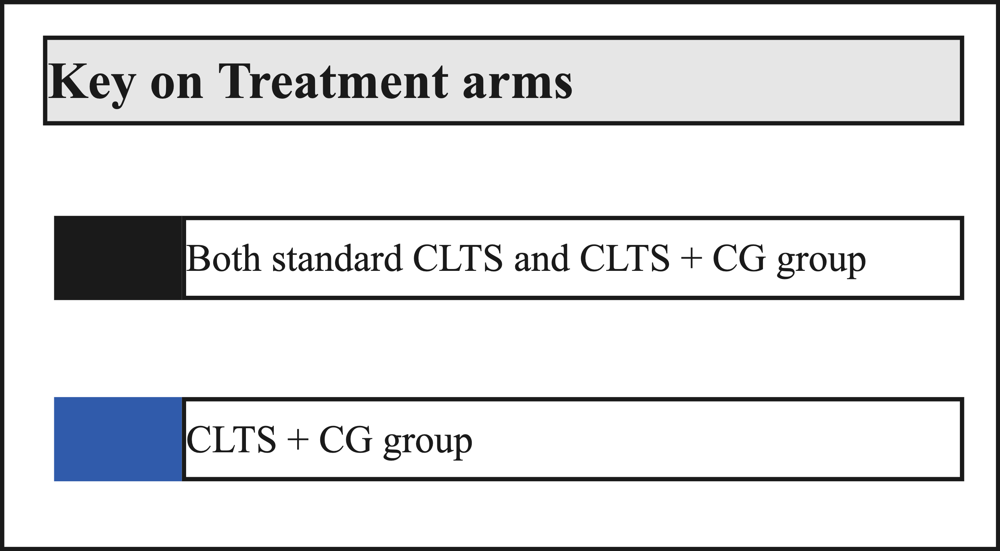 Key on Treatment arms
Both standard CLTS and CLTS + CG group
CLTS + CG group